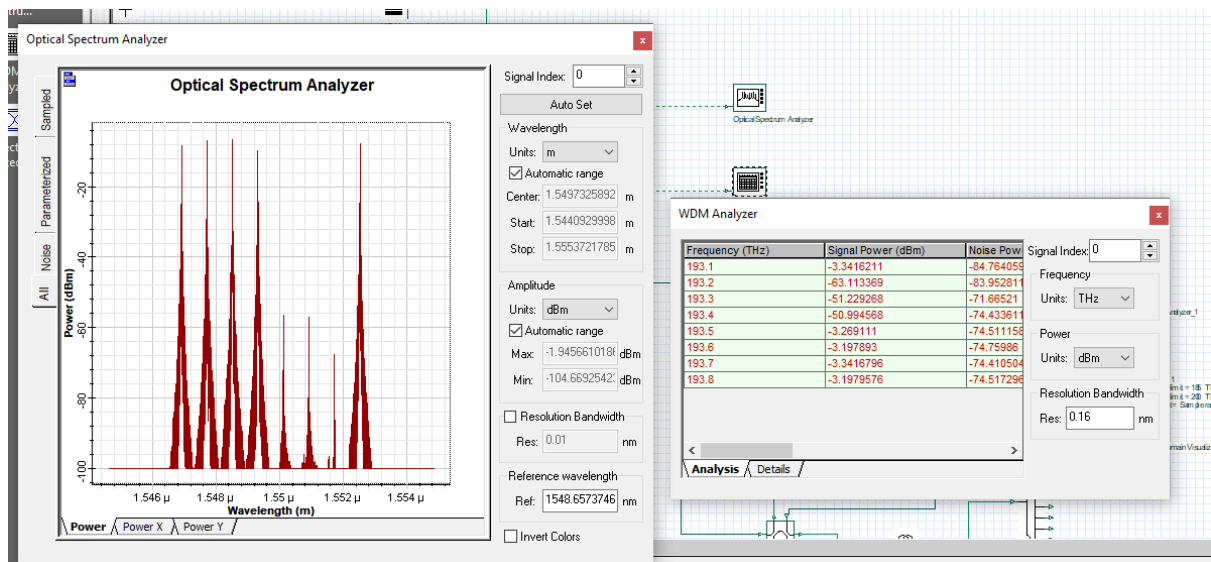 Optical Spectrum Analyzer
x
Optical Spectrum Analyzer
Sampled
Parameterized
Noise
All
Power (dBm)
-20
-40
-60
-80
-100
1.546 µ 1.548 µ 1.55 µ 1.552 µ 1.554 µ
Wavelength (m)
Power Power X Power Y
Signal Index: 0
Auto Set
Wavelength
Units: m
Automatic range
Center: 1.5497325892 m
Start: 1.5440929998 m
Stop: 1.5553721785 m
Amplitude
Units: dBm
Automatic range
Max: -1.945661018 dBm
Min: -104.6692542 dBm
Resolution Bandwidth
Res: 0.01 nm
Reference wavelength
Ref: 1548.6573746 nm
Invert Colors
Optical Spectrum Analyzer
WDM Analyzer
x
Frequency (THz) Signal Power (dBm) Noise Pow
193.1 -3.3416211 -84.764059
193.2 -63.113369 -83.952811
193.3 -51.229268 -71.66521
193.4 -50.994568 -74.433611
193.5 -3.269111 -74.511158
193.6 -3.197893 -74.75986
193.7 -3.3416796 -74.410504
193.8 -3.1979576 -74.517296
Analysis Details
Signal Index: 0
Frequency
Units: THz
Power
Units: dBm
Resolution Bandwidth
Res: 0.16 nm